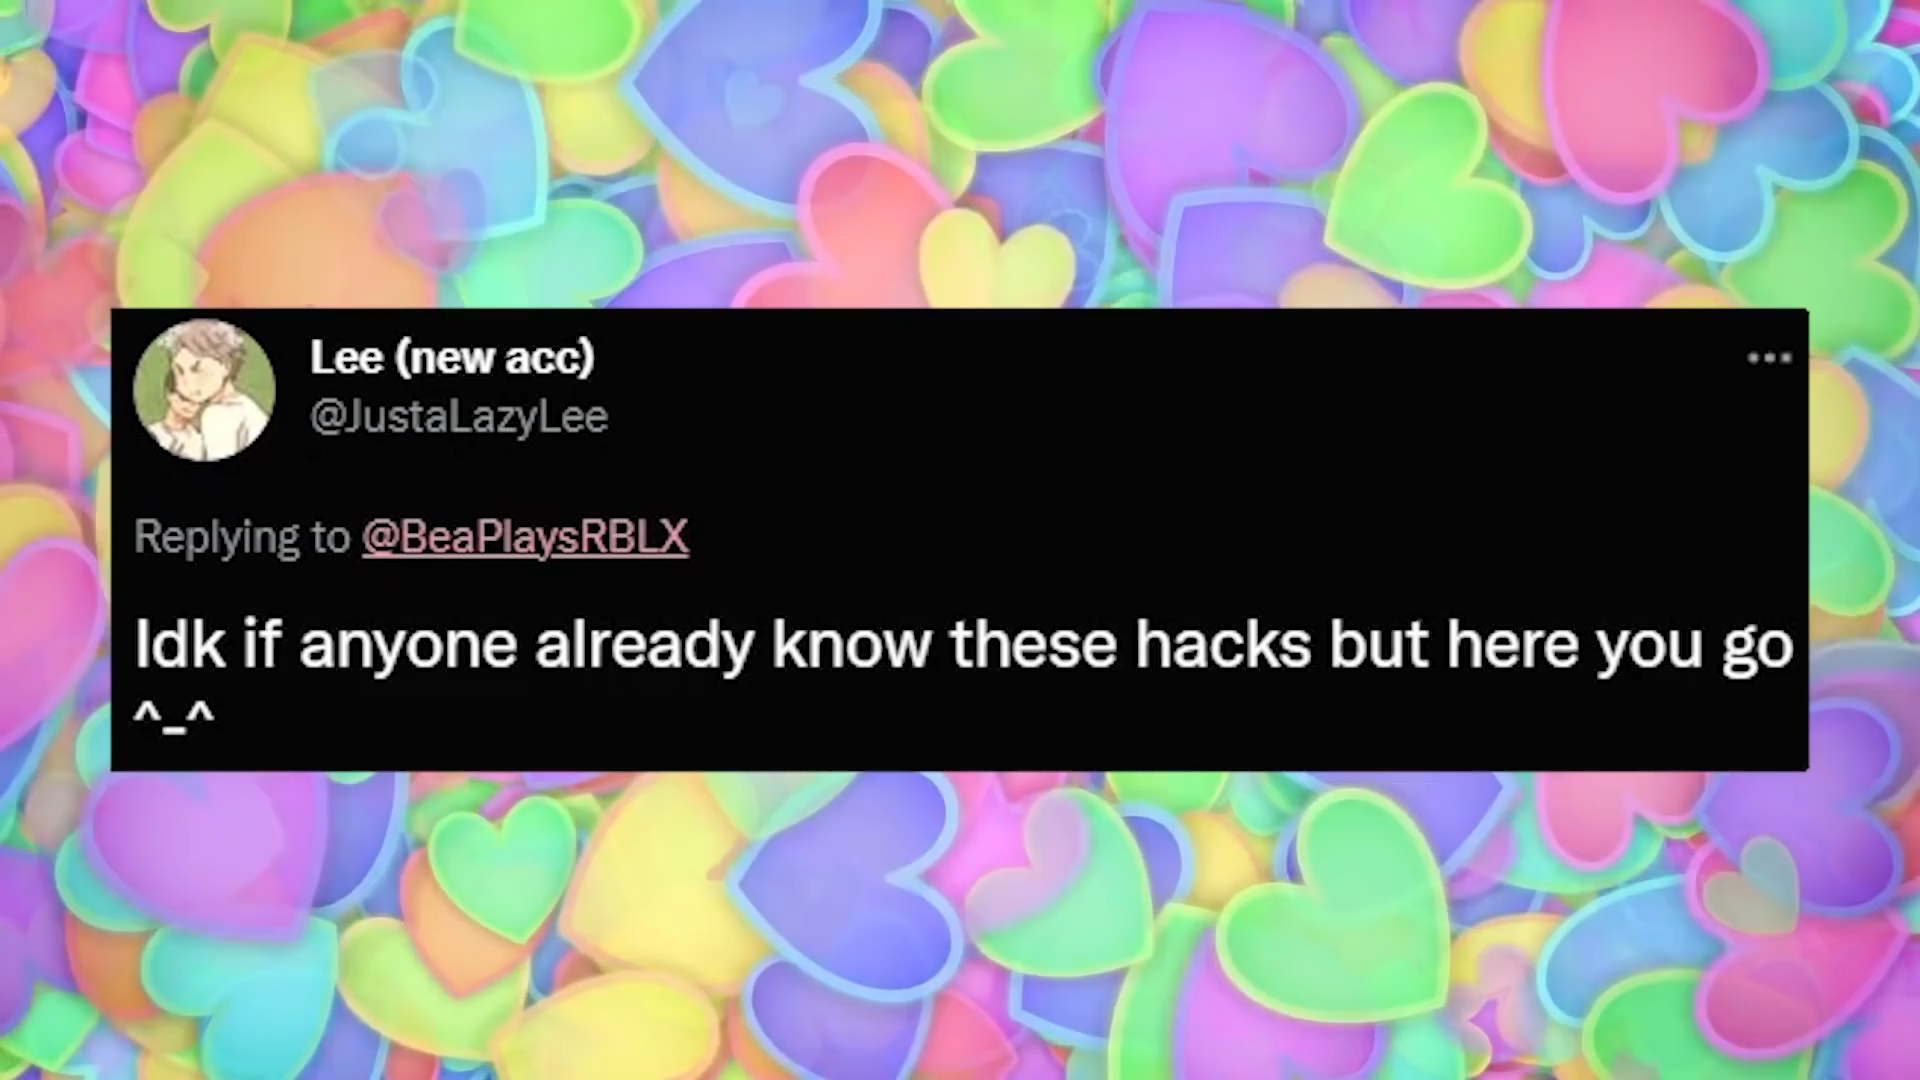 Lee (new acc)
@JustaLazyLee
Replying to @BeaPlaysRBLX
Idk if anyone already know these hacks but here you go
^_^